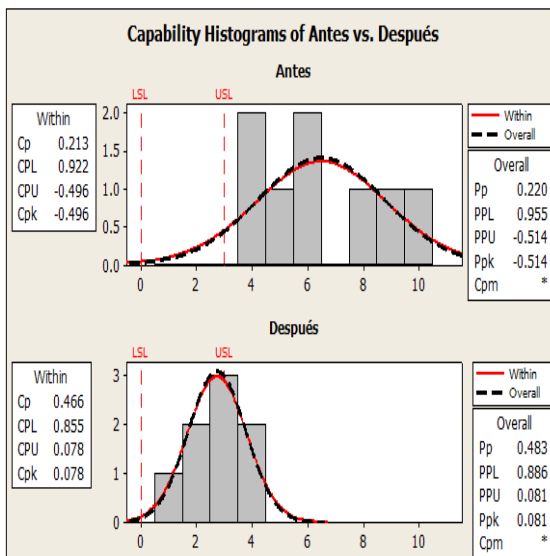 Capability Histograms of Antes vs. Después
Antes
LSL USL
Within
Cp 0.213
CPL 0.922
CPU -0.496
Cpk -0.496
2.0
1.5
1.0
0.5
0.0
0 2 4 6 8 10
Within
Overall
Overall
Pp 0.220
PPL 0.955
PPU -0.514
Ppk -0.514
Cpm *
Después
LSL USL
Within
Cp 0.466
CPL 0.855
CPU 0.078
Cpk 0.078
3
2
1
0
0 2 4 6 8 10
Within
Overall
Overall
Pp 0.483
PPL 0.886
PPU 0.081
Ppk 0.081
Cpm *